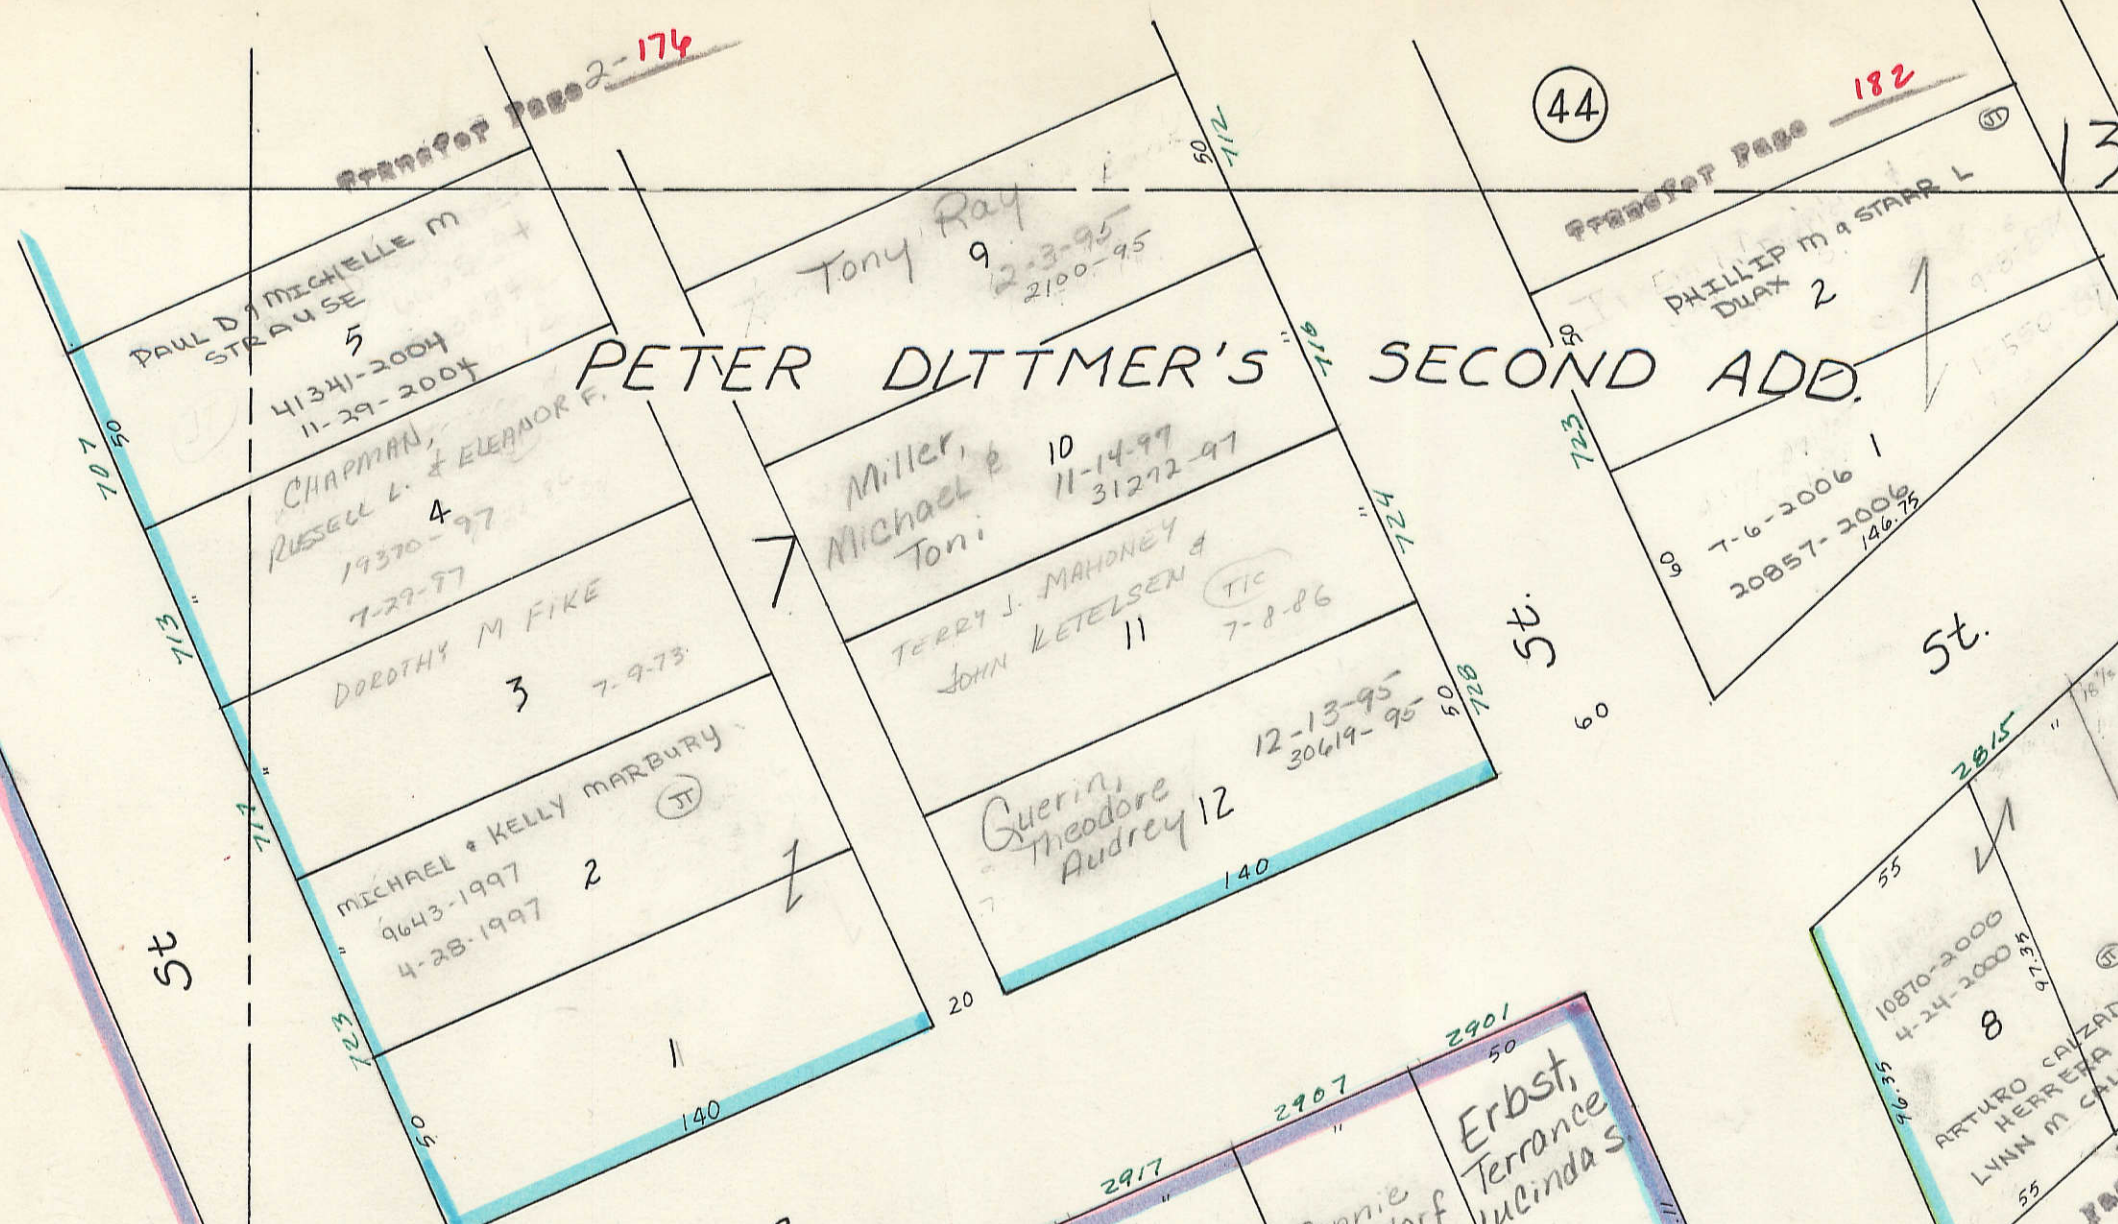 Transfer Page 2-176
44
Transfer Page 182
JT
13
PAUL D & MICHELLE M
STRAUSE
5
41341-2004
11-29-2004
50
707
Tony Ray
9
12-3-95
2100-95
50
712
PHILLIP M & STARR L
DUAX
2
50
PETER DITTMER'S SECOND ADD.
716
"
CHAPMAN,
RUSSELL L. & ELEANOR F.
4
19370-97
7-29-97
"
713
7
Miller,
Michael &
Toni
10
11-14-97
31272-97
"
724
723
1
7-6-2006
20857-2006
146.75
60
DOROTHY M FIKE
3
7-9-73
"
717
TERRY J. MAHONEY &
JOHN KETELSEN
TIC
11
7-8-86
St.
60
St.
MICHAEL & KELLY MARBURY
JT
9643-1997
2
4-28-1997
"
723
12-13-95
30619-95
50
728
Guerin,
Theodore
Audrey
12
140
St
1
50
140
20
2815
"
55
10870-2000
4-24-2000
8
97.35
JT
96.35
ARTURO
HERRERA
LYNN M
55
2901
50
2907
"
2917
"
Erbst,
Terrance
Lucinda S.